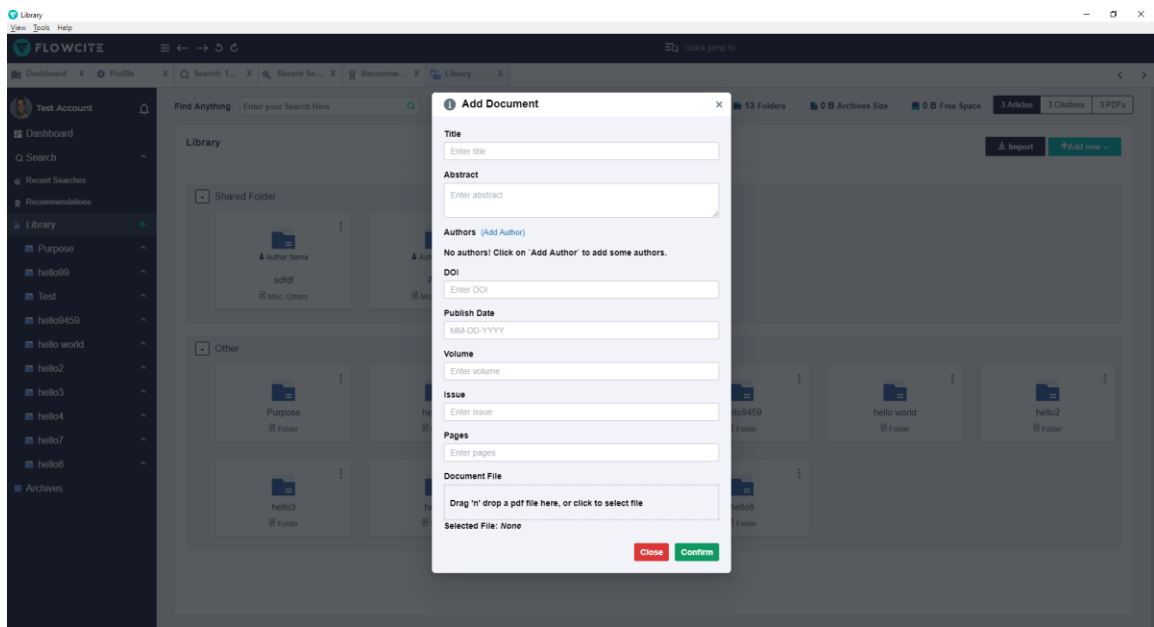 Library
View Tools Help
FLOWCITE
Quick jump to
Dashboard X Profile X Search: T... X Recent Se... X Recomme... X Library X
Test Account
Find Anything Enter your Search Here
13 Folders 0 B Archives Size 0 B Free Space 3 Articles 3 Citations 3 PDFs
Dashboard
Search
Recent Searches
Recommendations
Library
Purpose
hello99
Test
hello9459
hello world
hello2
hello3
hello4
hello7
hello8
Archives
Library
Import +Add new
Shared Folder
Author Name
sdfdf
Misc, Others
Other
Purpose
Folder
hello world
Folder
hello2
Folder
hello3
Folder
Folder
Folder
Add Document
Title
Enter title
Abstract
Enter abstract
Authors (Add Author)
No authors! Click on `Add Author` to add some authors.
DOI
Enter DOI
Publish Date
MM-DD-YYYY
Volume
Enter volume
Issue
Enter issue
Pages
Enter pages
Document File
Drag 'n' drop a pdf file here, or click to select file
Selected File: None
Close Confirm